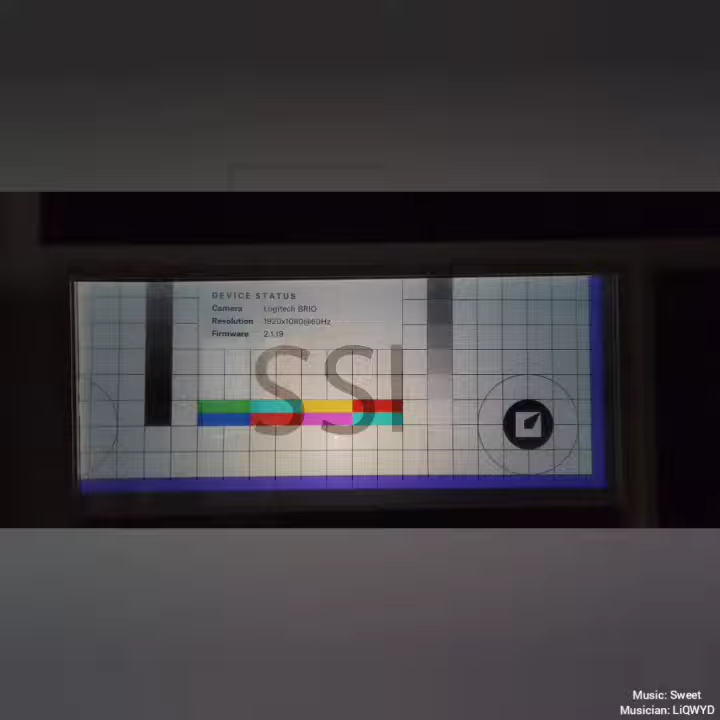 DEVICE STATUS
Camera Logitech BRIO
Resolution 1920x1080@60Hz
Firmware 2.1.19
SSI
Music: Sweet
Musician: LiQWYD